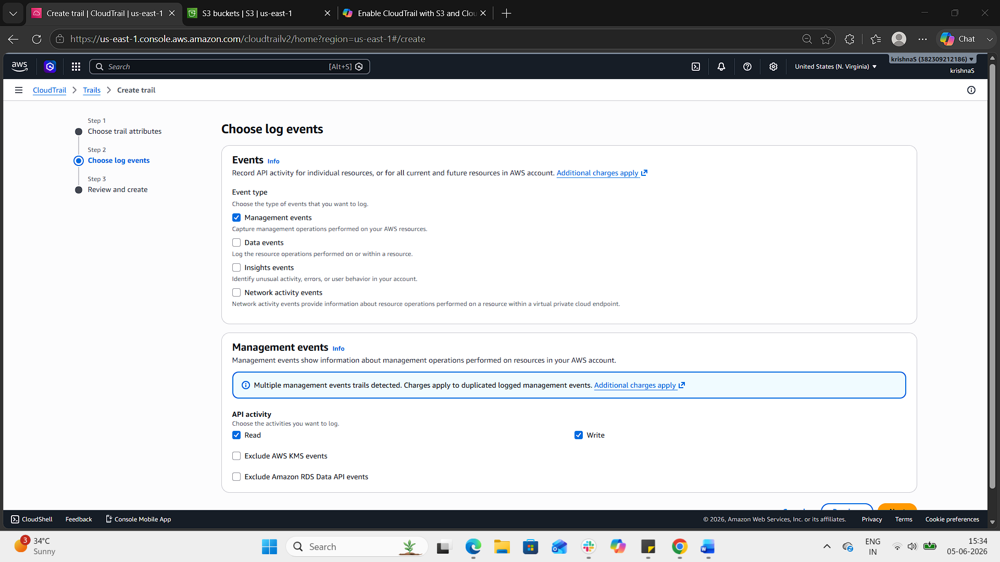 Create trail | CloudTrail | us-east-1
S3 buckets | S3 | us-east-1
Enable CloudTrail with S3 and Clou
https://us-east-1.console.aws.amazon.com/cloudtrailv2/home?region=us-east-1#/create
Chat
aws
Search
[Alt+S]
United States (N. Virginia)
krishnaS (382309212186)
krishnaS
CloudTrail
Trails
Create trail
Step 1
Choose trail attributes
Step 2
Choose log events
Step 3
Review and create
Choose log events
Events Info
Record API activity for individual resources, or for all current and future resources in AWS account. Additional charges apply
Event type
Choose the type of events that you want to log.
Management events
Capture management operations performed on your AWS resources.
Data events
Log the resource operations performed on or within a resource.
Insights events
Identify unusual activity, errors, or user behavior in your account.
Network activity events
Network activity events provide information about resource operations performed on a resource within a virtual private cloud endpoint.
Management events Info
Management events show information about management operations performed on resources in your AWS account.
Multiple management events trails detected. Charges apply to duplicated logged management events. Additional charges apply
API activity
Choose the activities you want to log.
Read
Write
Exclude AWS KMS events
Exclude Amazon RDS Data API events
CloudShell
Feedback
Console Mobile App
© 2026, Amazon Web Services, Inc. or its affiliates.
Privacy
Terms
Cookie preferences
3
34°C
Sunny
Search
ENG
IN
15:34
05-06-2026